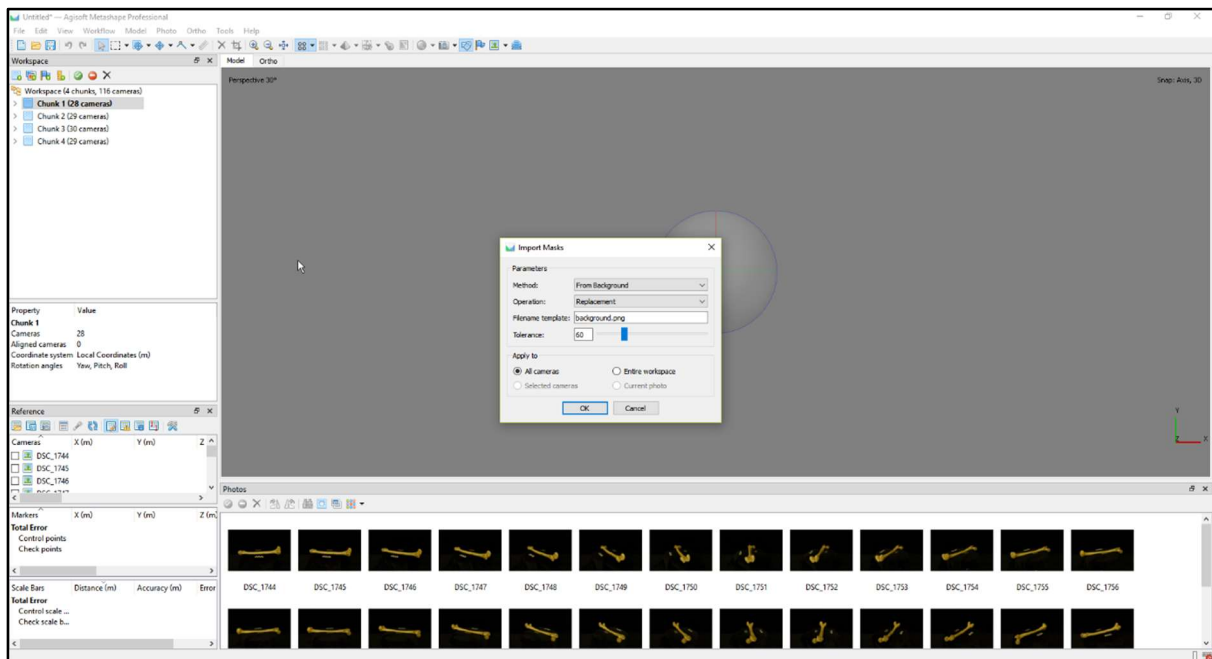 Untitled* — Agisoft Metashape Professional
File Edit View Workflow Model Photo Ortho Tools Help
Workspace
Workspace (4 chunks, 116 cameras)
Chunk 1 (28 cameras)
Chunk 2 (29 cameras)
Chunk 3 (30 cameras)
Chunk 4 (29 cameras)
Property Value
Chunk 1
Cameras 28
Aligned cameras 0
Coordinate system Local Coordinates (m)
Rotation angles Yaw, Pitch, Roll
Reference
Cameras X (m) Y (m) Z
DSC_1744
DSC_1745
DSC_1746
DSC_1747
Markers X (m) Y (m) Z (m)
Total Error
Control points
Check points
Scale Bars Distance (m) Accuracy (m) Error
Total Error
Control scale ...
Check scale b...
Model Ortho
Perspective 30°
Snap: Axis, 3D
Import Masks
Parameters
Method: From Background
Operation: Replacement
Filename template: background.png
Tolerance: 60
Apply to
All cameras Entire workspace
Selected cameras Current photo
OK Cancel
Y
Z X
Photos
DSC_1744 DSC_1745 DSC_1746 DSC_1747 DSC_1748 DSC_1749 DSC_1750 DSC_1751 DSC_1752 DSC_1753 DSC_1754 DSC_1755 DSC_1756